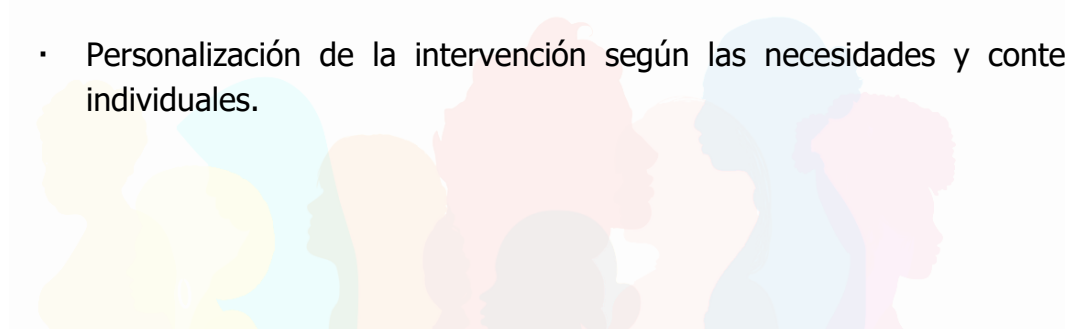 · Personalización de la intervención según las necesidades y conte
individuales.